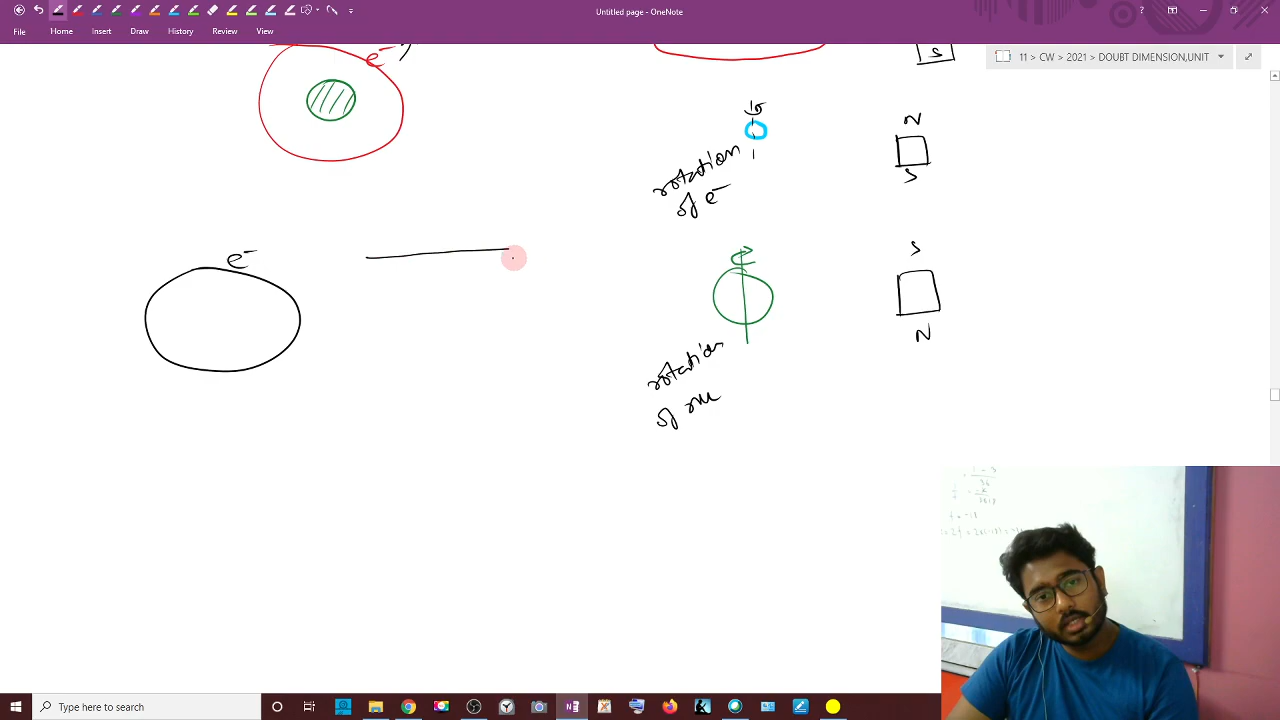 Untitled page - OneNote
File Home Insert Draw History Review View
11 > CW > 2021 > DOUBT DIMENSION,UNIT
e⁻
S
N
rotation
of e⁻
S
e⁻
S
N
rotation
of nu
Type here to search